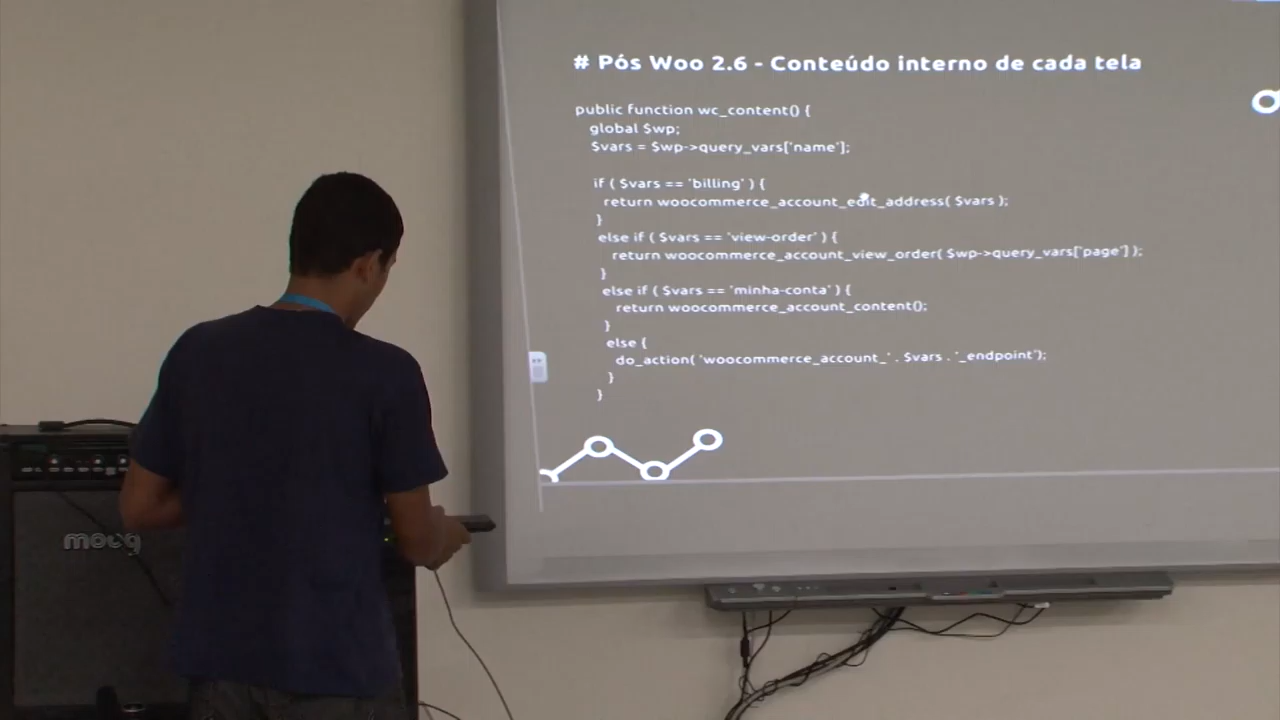 # Pós Woo 2.6 - Conteúdo interno de cada tela
public function wc_content() {
global $wp;
$vars = $wp->query_vars['name'];
if ( $vars == 'billing' ) {
return woocommerce_account_edit_address( $vars );
}
else if ( $vars == 'view-order' ) {
return woocommerce_account_view_order( $wp->query_vars['page'] );
}
else if ( $vars == 'minha-conta' ) {
return woocommerce_account_content();
}
else {
do_action( 'woocommerce_account_' . $vars . '_endpoint');
}
}
moog